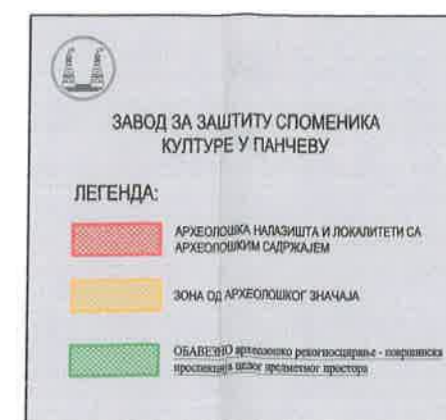 ЗАВОД ЗА ЗАШТИТУ СПОМЕНИКА
КУЛТУРЕ У ПАНЧЕВУ
ЛЕГЕНДА:
АРХЕОЛОШКА НАЛАЗИШТА И ЛОКАЛИТЕТИ СА
АРХЕОЛОШКИМ САДРЖАЈЕМ
ЗОНА ОД АРХЕОЛОШКОГ ЗНАЧАЈА
ОБАВЕЗНО археолошко рекогносцирање - површинска
проспекција целог предметног простора